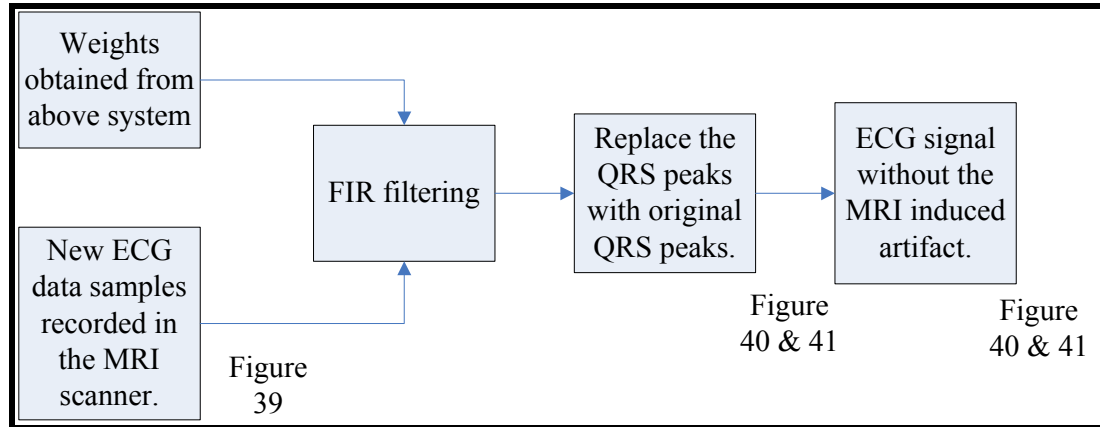 Weights
obtained from
above system
New ECG
data samples
recorded in
the MRI
scanner.
Figure
39
FIR filtering
Replace the
QRS peaks
with original
QRS peaks.
Figure
40 & 41
ECG signal
without the
MRI induced
artifact.
Figure
40 & 41